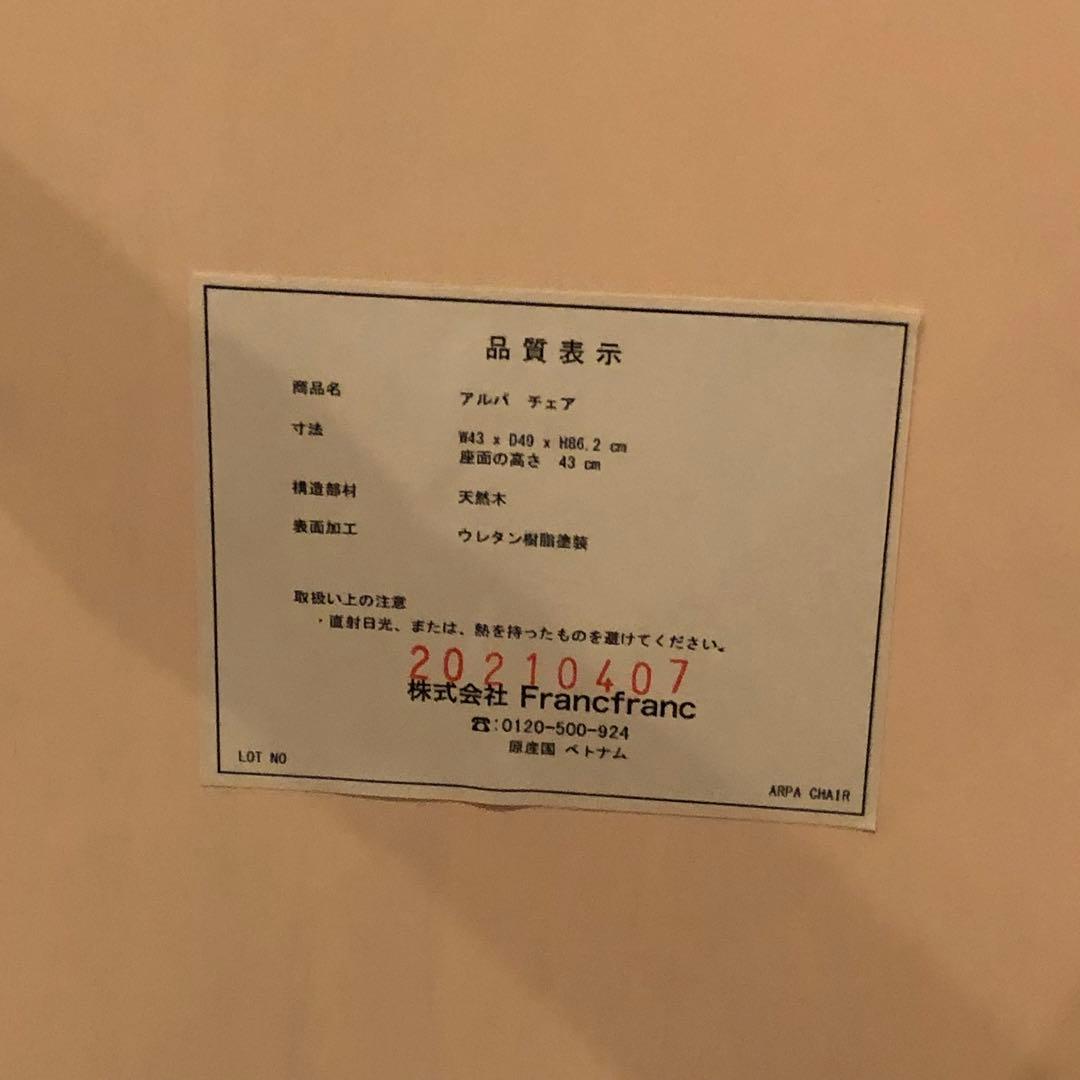 品質表示
商品名 アルパ チェア
寸法 W43 x D49 x H86.2 cm
座面の高さ 43 cm
構造部材 天然木
表面加工 ウレタン樹脂塗装
取扱い上の注意
・直射日光、または、熱を持ったものを避けてください。
20210407
株式会社 Francfranc
☎:0120-500-924
原産国 ベトナム
LOT NO
ARPA CHAIR